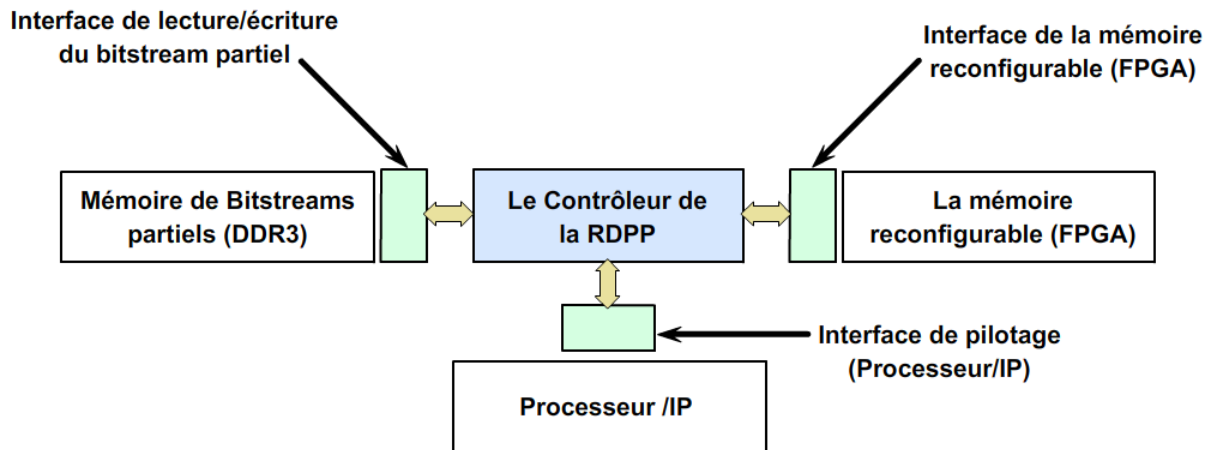 Interface de lecture/écriture
du bitstream partiel
Interface de la mémoire
reconfigurable (FPGA)
Mémoire de Bitstreams
partiels (DDR3)
Le Contrôleur de
la RDPP
La mémoire
reconfigurable (FPGA)
Interface de pilotage
(Processeur/IP)
Processeur /IP